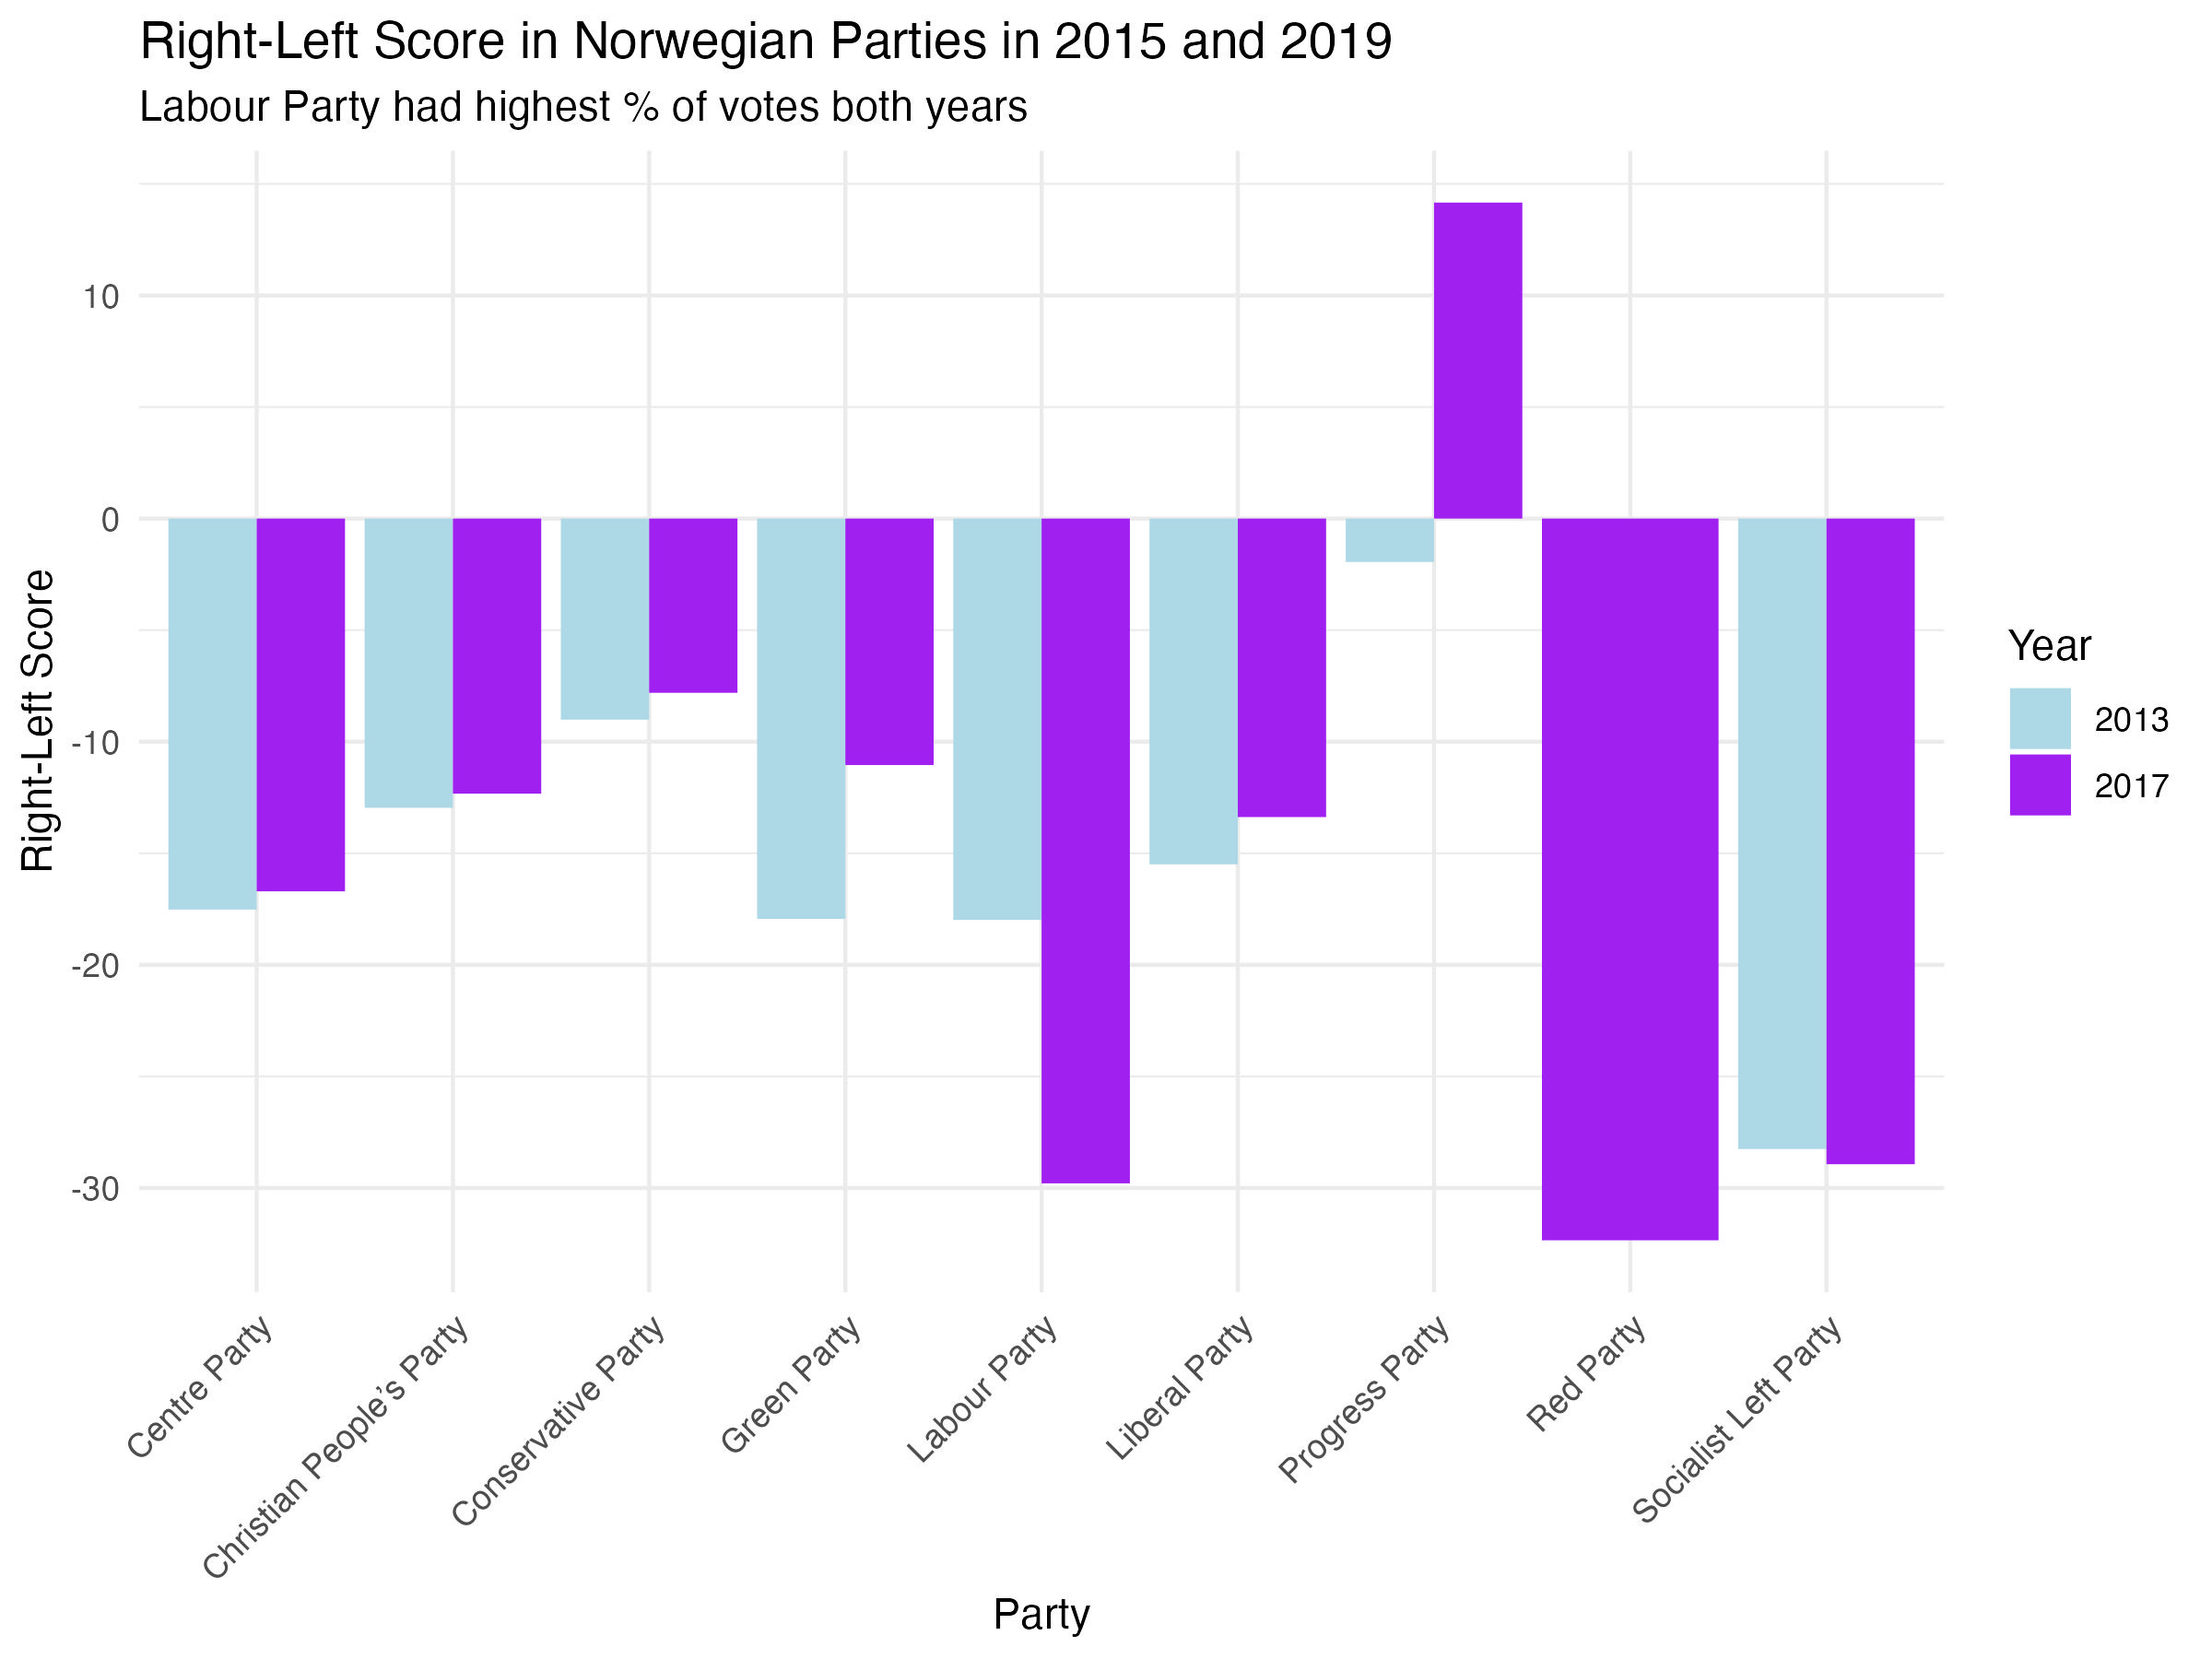 Right-Left Score in Norwegian Parties in 2015 and 2019
Labour Party had highest % of votes both years
Right-Left Score
10
0
-10
-20
-30
Centre Party
Christian People’s Party
Conservative Party
Green Party
Labour Party
Liberal Party
Progress Party
Red Party
Socialist Left Party
Party
Year
2013
2017